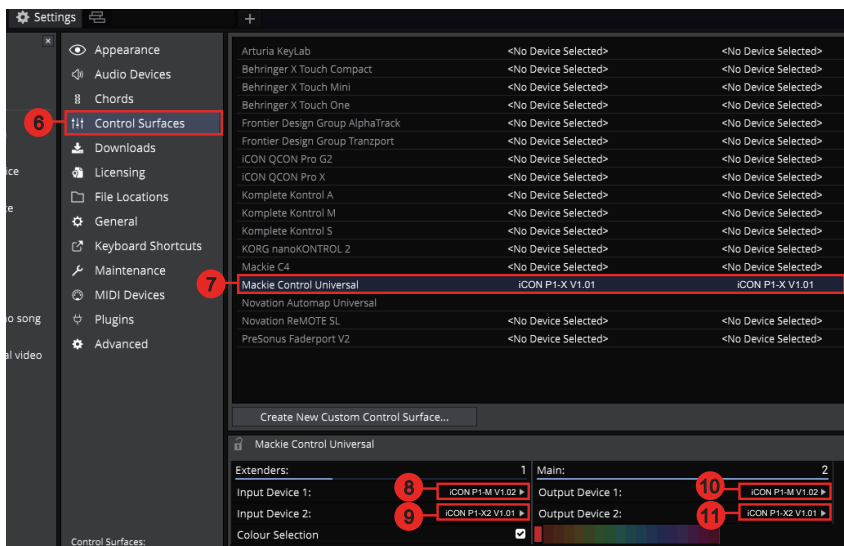 Settings
+
Appearance
Audio Devices
Chords
6
Control Surfaces
Downloads
ice
Licensing
File Locations
General
Keyboard Shortcuts
Maintenance
MIDI Devices
no song
Plugins
Advanced
al video
Control Surfaces:
Arturia KeyLab <No Device Selected> <No Device Selected>
Behringer X Touch Compact <No Device Selected> <No Device Selected>
Behringer X Touch Mini <No Device Selected> <No Device Selected>
Behringer X Touch One <No Device Selected> <No Device Selected>
Frontier Design Group AlphaTrack <No Device Selected> <No Device Selected>
Frontier Design Group Tranzport <No Device Selected> <No Device Selected>
iCON QCON Pro G2 <No Device Selected> <No Device Selected>
iCON QCON Pro X <No Device Selected> <No Device Selected>
Komplete Kontrol A <No Device Selected> <No Device Selected>
Komplete Kontrol M <No Device Selected> <No Device Selected>
Komplete Kontrol S <No Device Selected> <No Device Selected>
KORG nanoKONTROL 2 <No Device Selected> <No Device Selected>
Mackie C4 <No Device Selected> <No Device Selected>
7 Mackie Control Universal iCON P1-X V1.01 iCON P1-X V1.01
Novation Automap Universal
Novation ReMOTE SL <No Device Selected> <No Device Selected>
PreSonus Faderport V2 <No Device Selected> <No Device Selected>
Create New Custom Control Surface...
Mackie Control Universal
Extenders: 1 Main: 2
Input Device 1: 8 iCON P1-M V1.02 Output Device 1: 10 iCON P1-M V1.02
Input Device 2: 9 iCON P1-X2 V1.01 Output Device 2: 11 iCON P1-X2 V1.01
Colour Selection